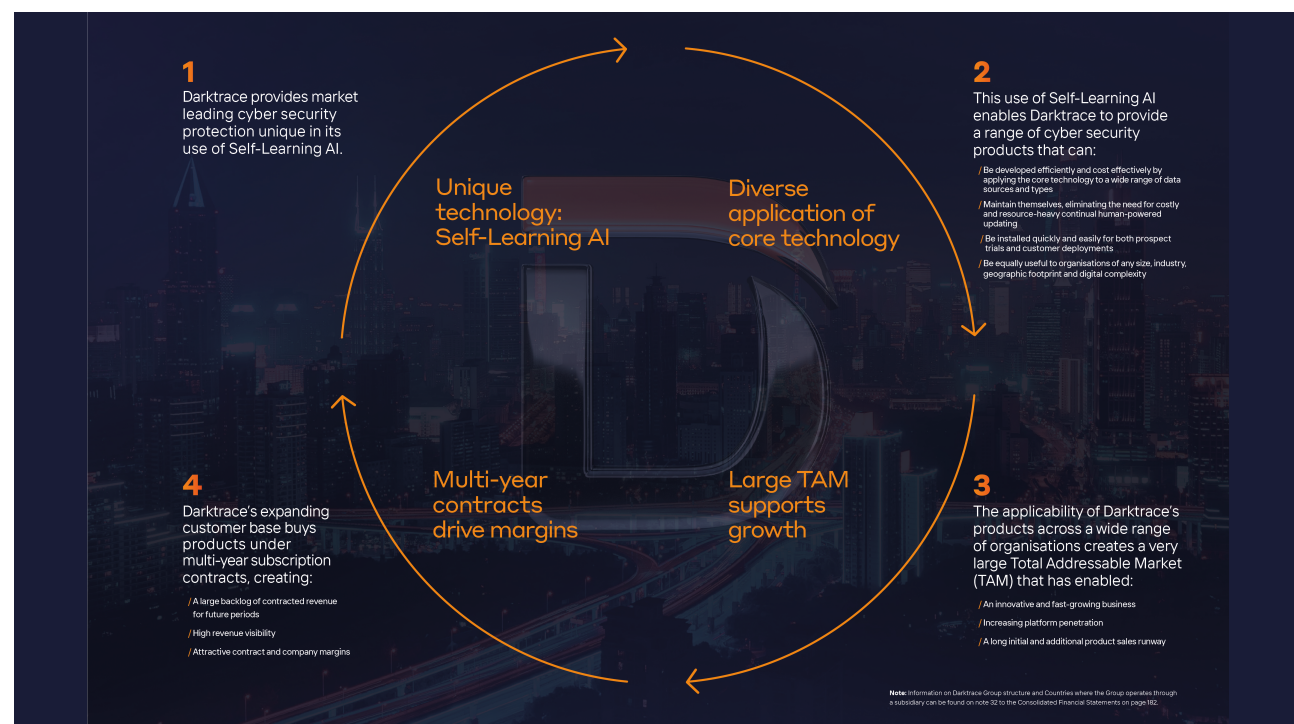 1
Darktrace provides market
leading cyber security
protection unique in its
use of Self-Learning AI.
Unique
technology:
Self-Learning AI
Diverse
application of
core technology
2
This use of Self-Learning AI
enables Darktrace to provide
a range of cyber security
products that can:
/ Be developed efficiently and cost effectively by
applying the core technology to a wide range of data
sources and types
/ Maintain themselves, eliminating the need for costly
and resource-heavy continual human-powered
updating
/ Be installed quickly and easily for both prospect
trials and customer deployments
/ Be equally useful to organisations of any size, industry,
geographic footprint and digital complexity
Large TAM
supports
growth
3
The applicability of Darktrace's
products across a wide range
of organisations creates a very
large Total Addressable Market
(TAM) that has enabled:
/ An innovative and fast-growing business
/ Increasing platform penetration
/ A long initial and additional product sales runway
Multi-year
contracts
drive margins
4
Darktrace's expanding
customer base buys
products under
multi-year subscription
contracts, creating:
/ A large backlog of contracted revenue
for future periods
/ High revenue visibility
/ Attractive contract and company margins
Note: Information on Darktrace Group structure and Countries where the Group operates through
a subsidiary can be found on note 32 to the Consolidated Financial Statements on page 182.